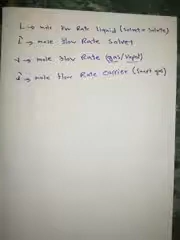 L → mole flow Rate liquid (solvent + solute)
L̂ → mole flow Rate solvet
v → mole flow Rate (gas/vapor)
v̂ → mole flow Rate carrier (Inert gas)